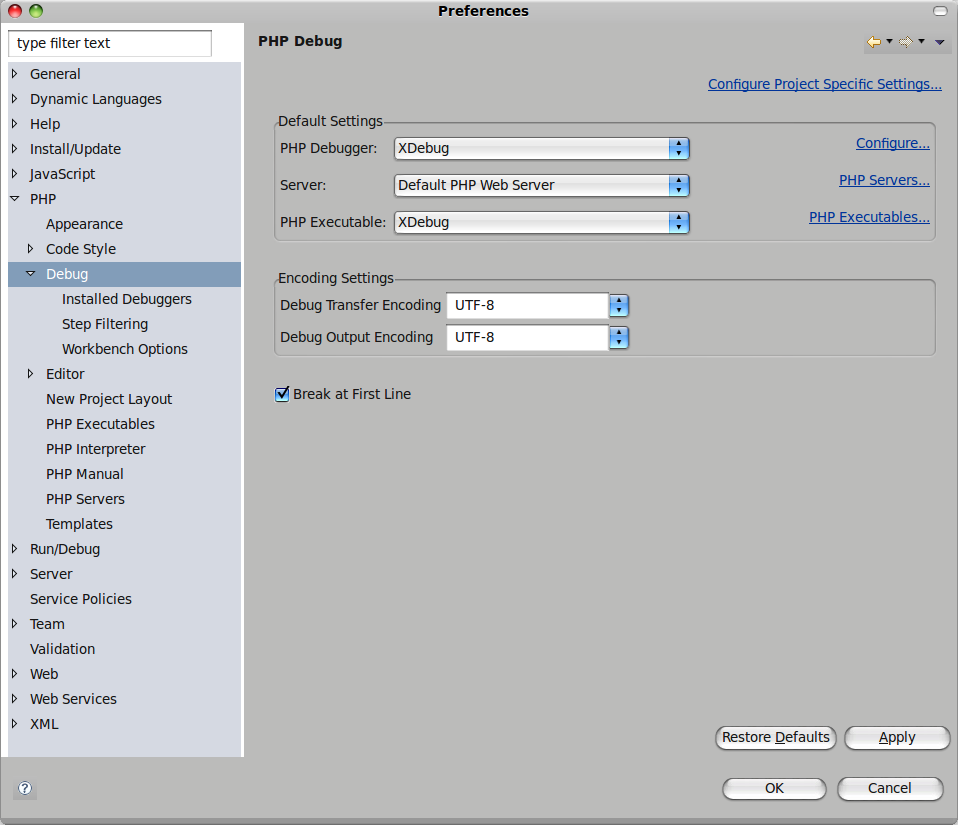 Preferences
type filter text
General
Dynamic Languages
Help
Install/Update
JavaScript
PHP
Appearance
Code Style
Debug
Installed Debuggers
Step Filtering
Workbench Options
Editor
New Project Layout
PHP Executables
PHP Interpreter
PHP Manual
PHP Servers
Templates
Run/Debug
Server
Service Policies
Team
Validation
Web
Web Services
XML
PHP Debug
Configure Project Specific Settings...
Default Settings
PHP Debugger: XDebug Configure...
Server: Default PHP Web Server PHP Servers...
PHP Executable: XDebug PHP Executables...
Encoding Settings
Debug Transfer Encoding UTF-8
Debug Output Encoding UTF-8
Break at First Line
Restore Defaults Apply
? OK Cancel